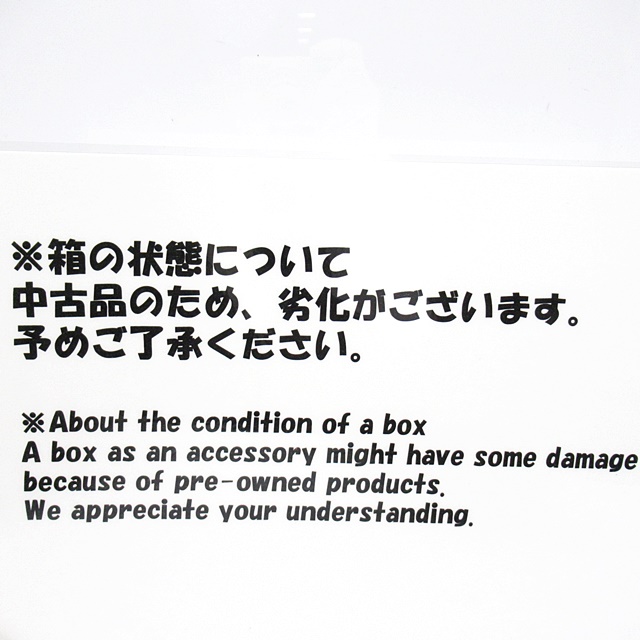 ※箱の状態について
中古品のため、劣化がございます。
予めご了承ください。
※About the condition of a box
A box as an accessory might have some damage
because of pre-owned products.
We appreciate your understanding.